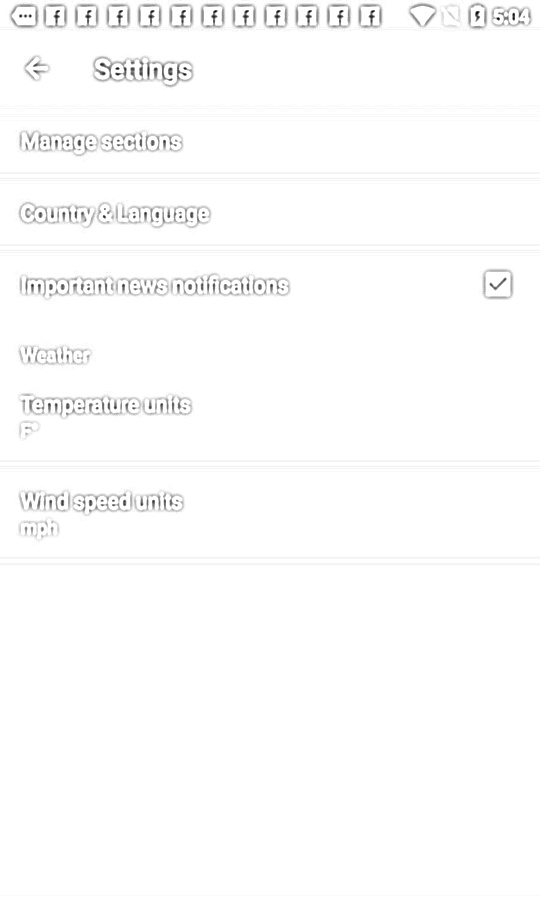 5:04
Settings
Manage sections
Country & Language
Important news notifications
Weather
Temperature units
F°
Wind speed units
mph